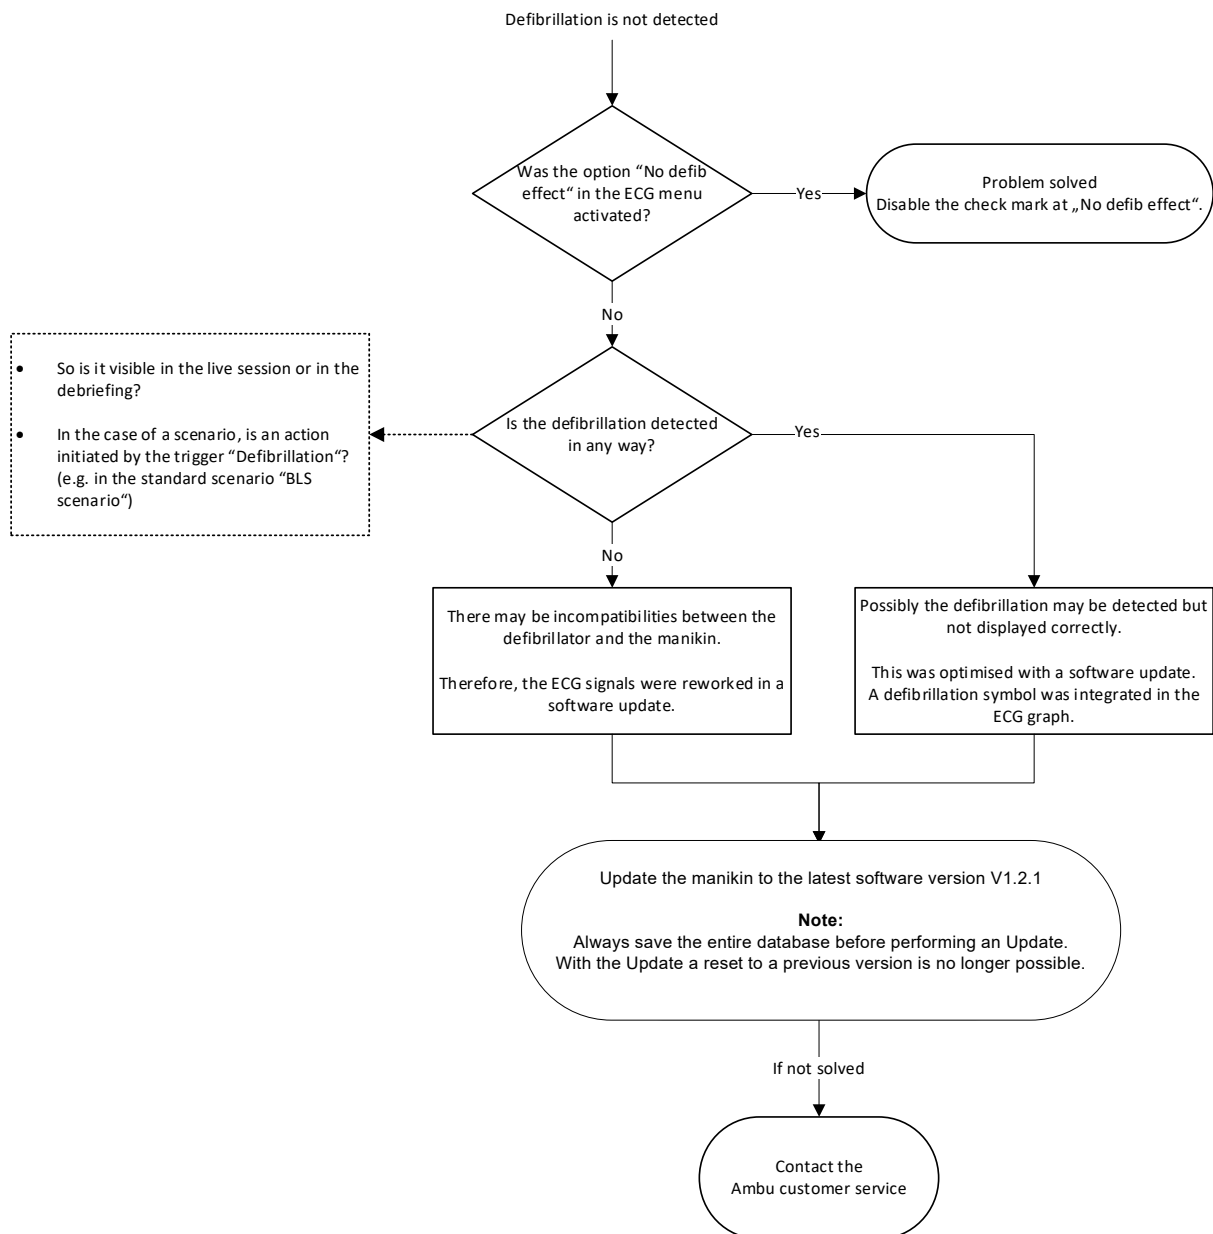 Defibrillation is not detected
Was the option “No defib
effect“ in the ECG menu
activated?
Yes
Problem solved
Disable the check mark at „No defib effect“.
No
• So is it visible in the live session or in the
debriefing?
• In the case of a scenario, is an action
initiated by the trigger “Defibrillation“?
(e.g. in the standard scenario “BLS
scenario“)
Is the defibrillation detected
in any way?
Yes
No
There may be incompatibilities between the
defibrillator and the manikin.
Therefore, the ECG signals were reworked in a
software update.
Possibly the defibrillation may be detected but
not displayed correctly.
This was optimised with a software update.
A defibrillation symbol was integrated in the
ECG graph.
Update the manikin to the latest software version V1.2.1
Note:
Always save the entire database before performing an Update.
With the Update a reset to a previous version is no longer possible.
If not solved
Contact the
Ambu customer service